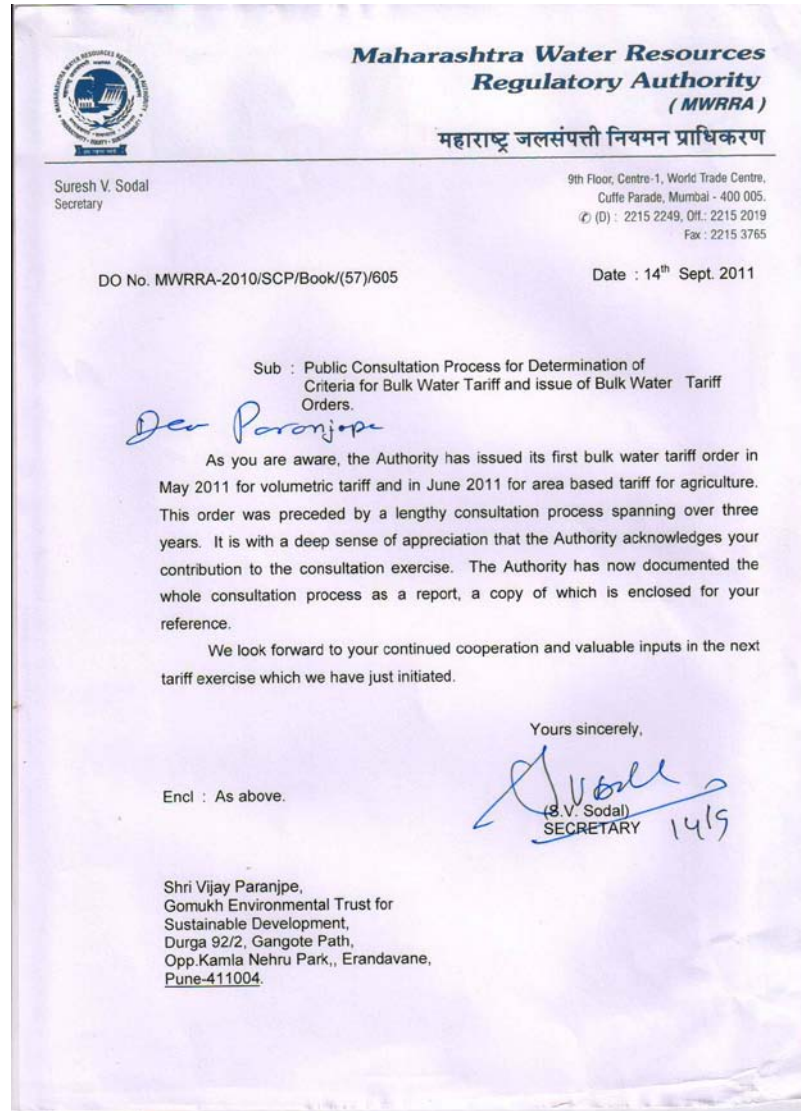 MAHARASHTRA WATER RESOURCES REGULATORY AUTHORITY
Maharashtra Water Resources
Regulatory Authority
( MWRRA )
महाराष्ट्र जलसंपत्ती नियमन प्राधिकरण
Suresh V. Sodal
Secretary
9th Floor, Centre-1, World Trade Centre,
Cuffe Parade, Mumbai - 400 005.
✆ (D) : 2215 2249, Off.: 2215 2019
Fax : 2215 3765
DO No. MWRRA-2010/SCP/Book/(57)/605
Date : 14th Sept. 2011
Sub : Public Consultation Process for Determination of
Criteria for Bulk Water Tariff and issue of Bulk Water Tariff
Orders.
Dear Paranjape
As you are aware, the Authority has issued its first bulk water tariff order in
May 2011 for volumetric tariff and in June 2011 for area based tariff for agriculture.
This order was preceded by a lengthy consultation process spanning over three
years. It is with a deep sense of appreciation that the Authority acknowledges your
contribution to the consultation exercise. The Authority has now documented the
whole consultation process as a report, a copy of which is enclosed for your
reference.
We look forward to your continued cooperation and valuable inputs in the next
tariff exercise which we have just initiated.
Yours sincerely,
Encl : As above.
(S.V. Sodal)
SECRETARY
14/9
Shri Vijay Paranjpe,
Gomukh Environmental Trust for
Sustainable Development,
Durga 92/2, Gangote Path,
Opp.Kamla Nehru Park,, Erandavane,
Pune-411004.